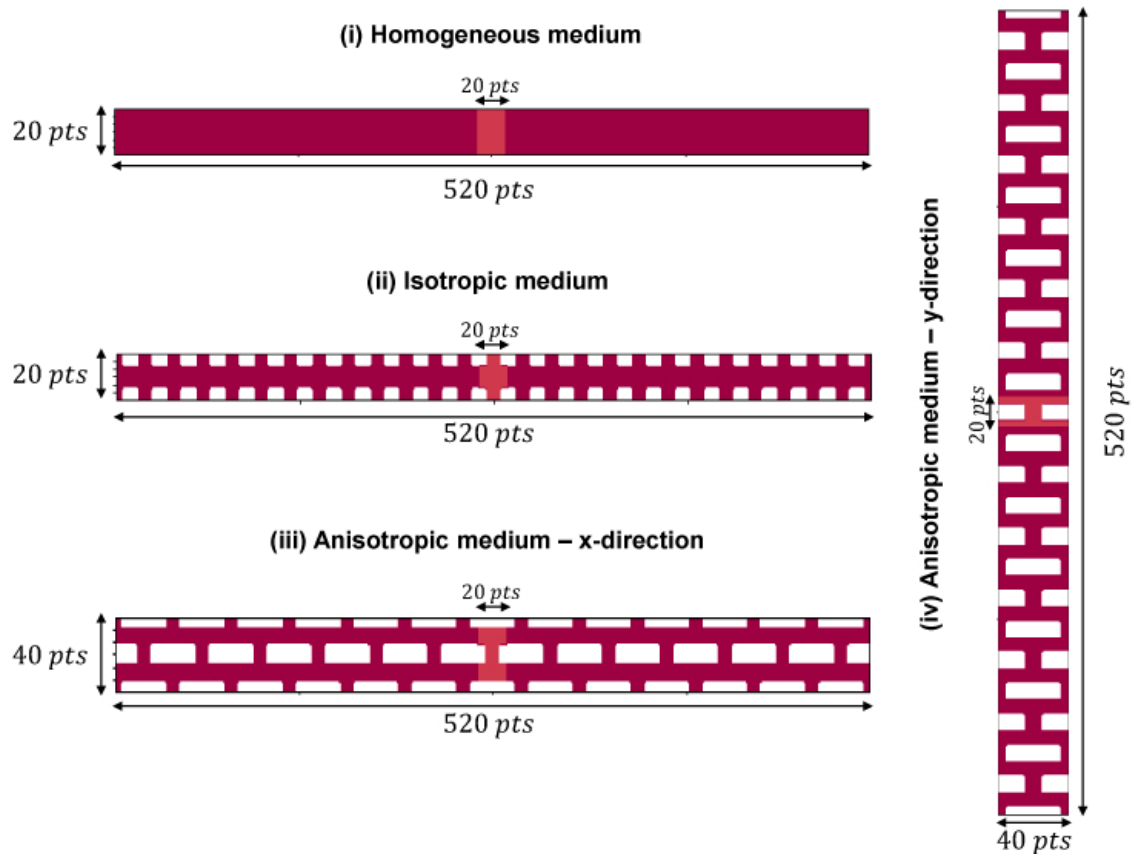 (i) Homogeneous medium
20 pts
20 pts
520 pts
(ii) Isotropic medium
20 pts
20 pts
520 pts
(iii) Anisotropic medium – x-direction
20 pts
40 pts
520 pts
(iv) Anisotropic medium – y-direction
20 pts
520 pts
40 pts